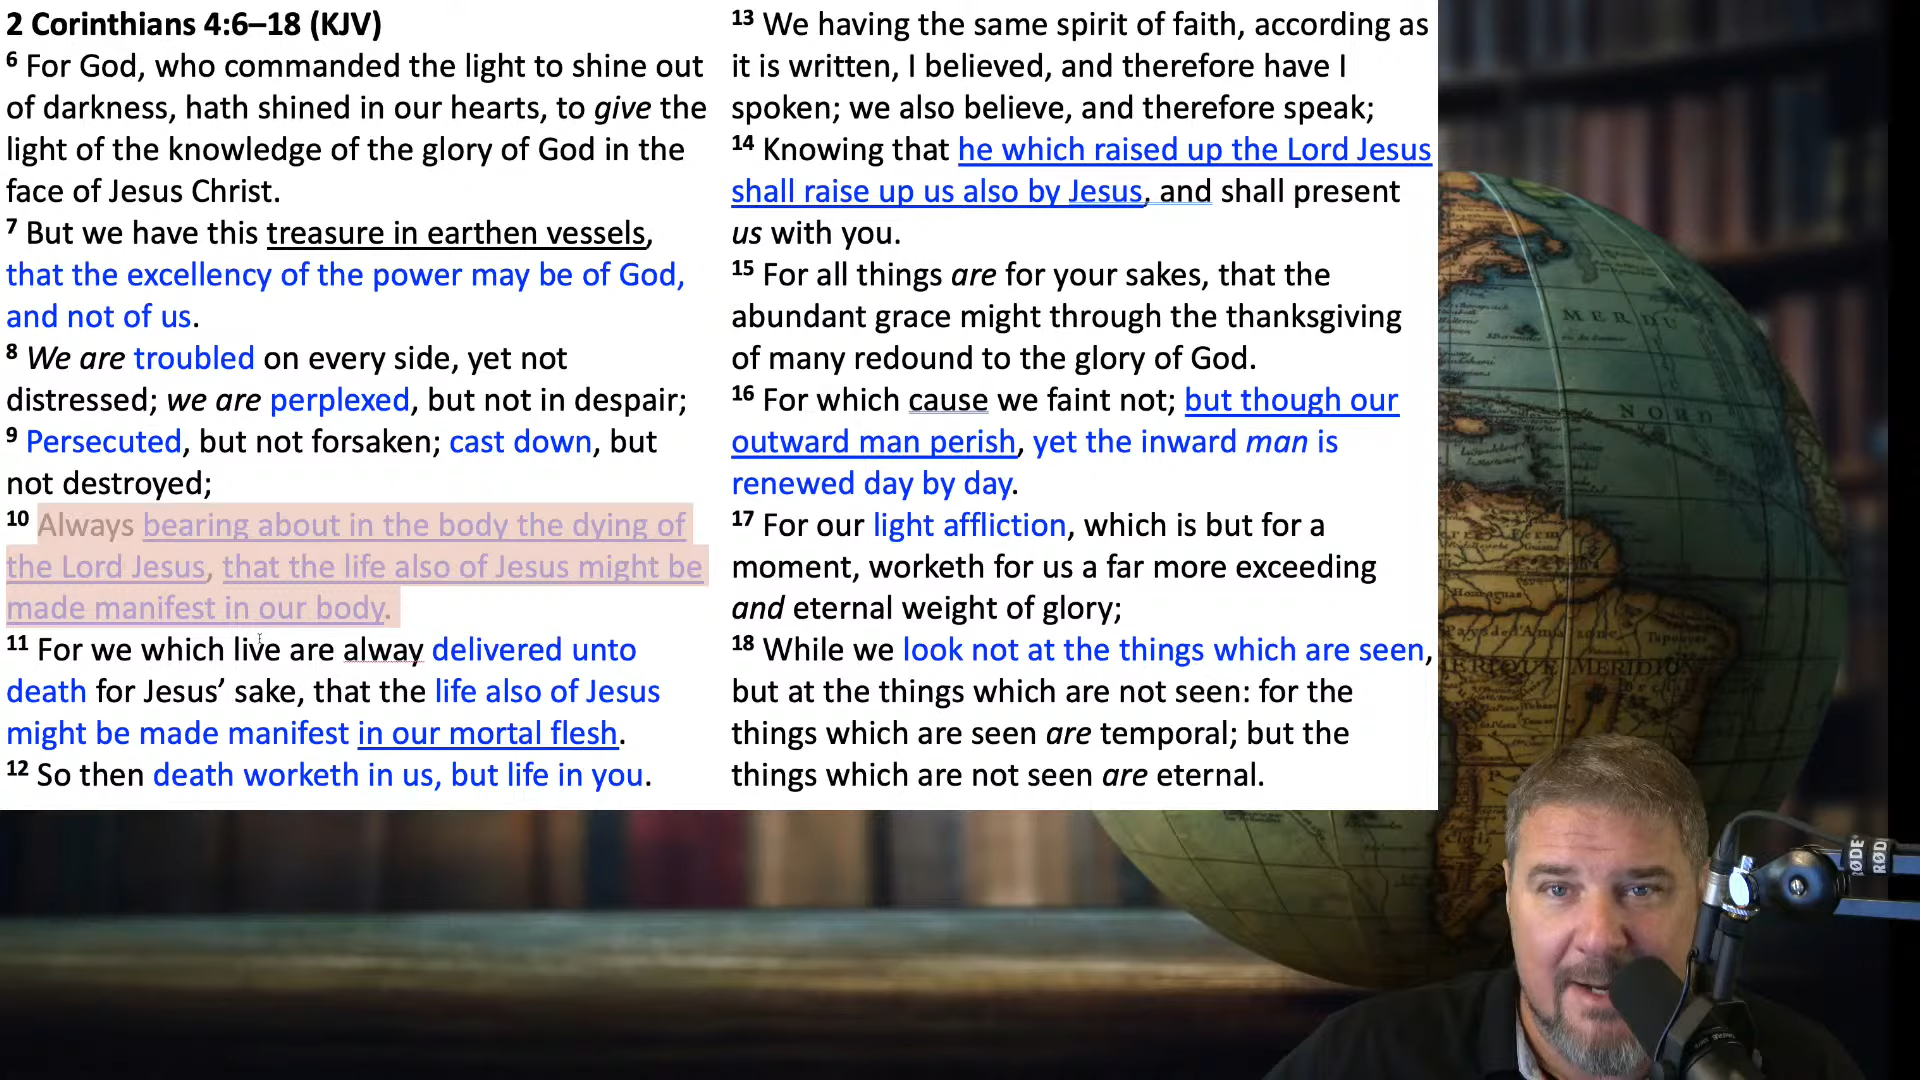 2 Corinthians 4:6–18 (KJV)
6 For God, who commanded the light to shine out
of darkness, hath shined in our hearts, to give the
light of the knowledge of the glory of God in the
face of Jesus Christ.
7 But we have this treasure in earthen vessels,
that the excellency of the power may be of God,
and not of us.
8 We are troubled on every side, yet not
distressed; we are perplexed, but not in despair;
9 Persecuted, but not forsaken; cast down, but
not destroyed;
10 Always bearing about in the body the dying of
the Lord Jesus, that the life also of Jesus might be
made manifest in our body.
11 For we which live are alway delivered unto
death for Jesus’ sake, that the life also of Jesus
might be made manifest in our mortal flesh.
12 So then death worketh in us, but life in you.
13 We having the same spirit of faith, according as
it is written, I believed, and therefore have I
spoken; we also believe, and therefore speak;
14 Knowing that he which raised up the Lord Jesus
shall raise up us also by Jesus, and shall present
us with you.
15 For all things are for your sakes, that the
abundant grace might through the thanksgiving
of many redound to the glory of God.
16 For which cause we faint not; but though our
outward man perish, yet the inward man is
renewed day by day.
17 For our light affliction, which is but for a
moment, worketh for us a far more exceeding
and eternal weight of glory;
18 While we look not at the things which are seen,
but at the things which are not seen: for the
things which are seen are temporal; but the
things which are not seen are eternal.
MERDU
NORD
MERIDI
RØDE
RØD